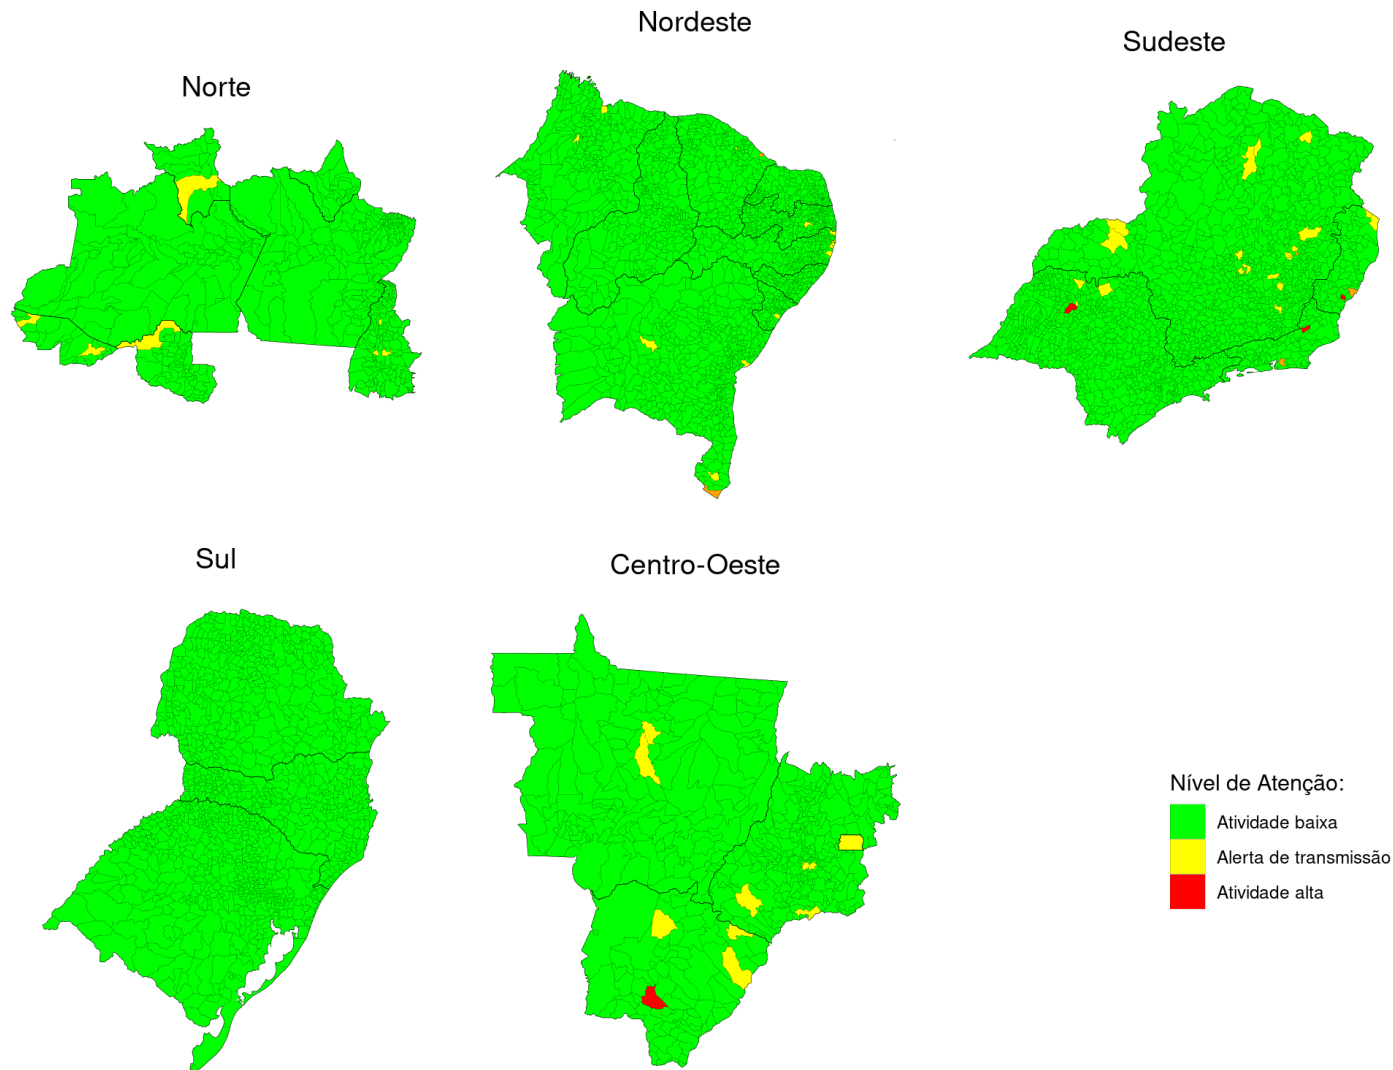 Nordeste
Sudeste
Norte
Sul
Centro-Oeste
Nível de Atenção:
Atividade baixa
Alerta de transmissão
Atividade alta